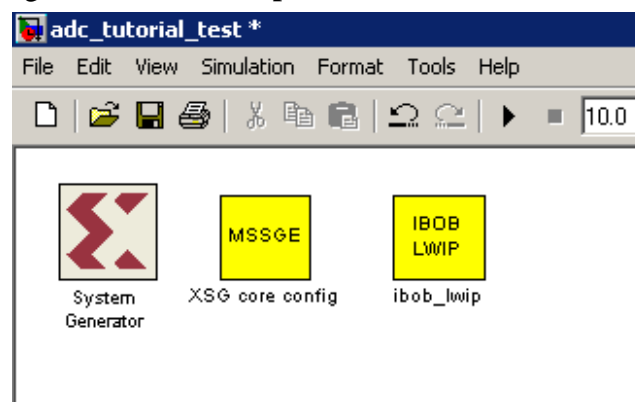 adc_tutorial_test *
File Edit View Simulation Format Tools Help
10.0
MSSGE
IBOB
LWIP
System
Generator
XSG core config
ibob_lwip